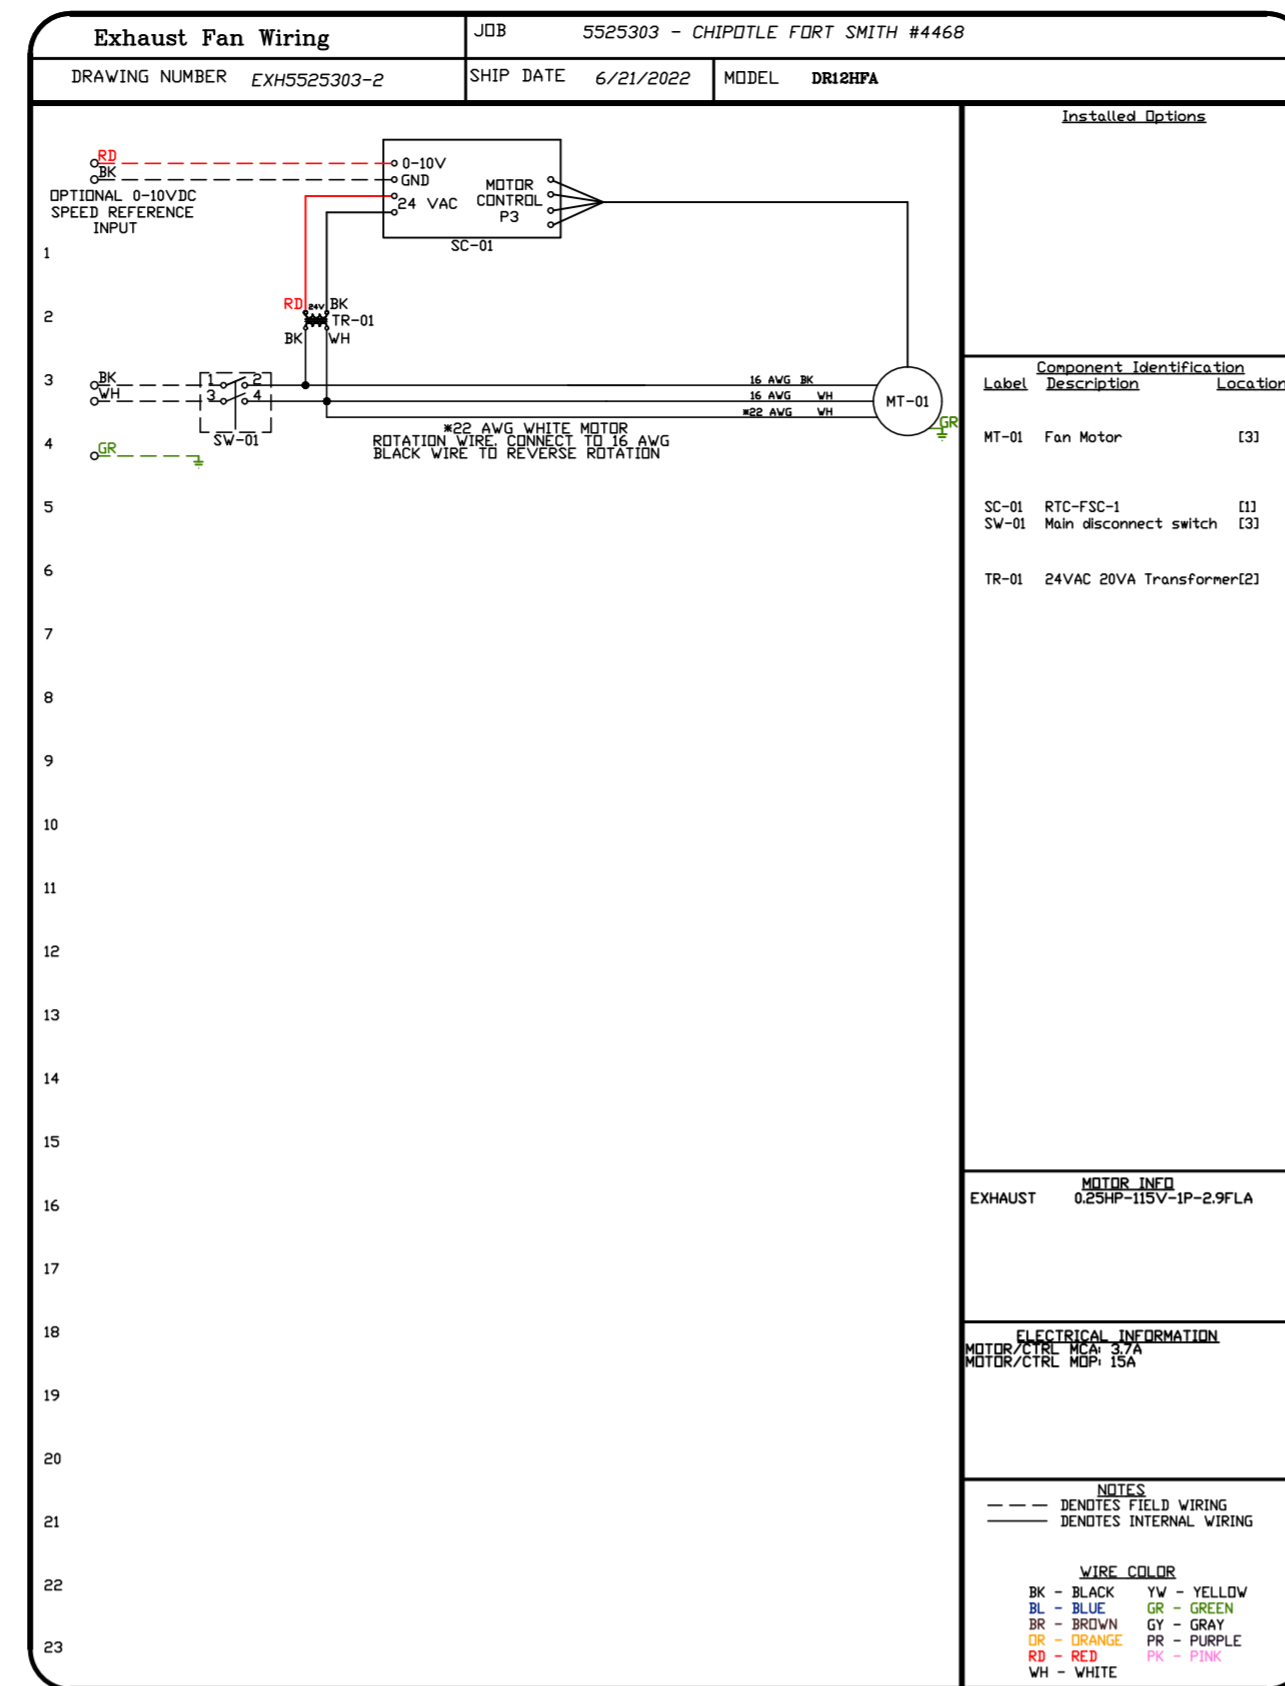 Exhaust Fan Wiring
JOB 5525303 - CHIPOTLE FORT SMITH #4468
DRAWING NUMBER EXH5525303-2
SHIP DATE 6/21/2022
MODEL DR12HFA
RD
BK
OPTIONAL 0-10VDC
SPEED REFERENCE
INPUT
0-10V
GND
24 VAC
MOTOR
CONTROL
P3
SC-01
1
2
RD 24V BK
TR-01
BK WH
3
BK
WH
1 2
3 4
SW-01
16 AWG BK
16 AWG WH
*22 AWG WH
MT-01
GR
*22 AWG WHITE MOTOR
ROTATION WIRE. CONNECT TO 16 AWG
BLACK WIRE TO REVERSE ROTATION
4
GR
5
6
7
8
9
10
11
12
13
14
15
16
17
18
19
20
21
22
23
Installed Options
Component Identification
Label Description Location
MT-01 Fan Motor [3]
SC-01 RTC-FSC-1 [1]
SW-01 Main disconnect switch [3]
TR-01 24VAC 20VA Transformer[2]
MOTOR INFO
EXHAUST 0.25HP-115V-1P-2.9FLA
ELECTRICAL INFORMATION
MOTOR/CTRL MCA: 3.7A
MOTOR/CTRL MOP: 15A
NOTES
DENOTES FIELD WIRING
DENOTES INTERNAL WIRING
WIRE COLOR
BK - BLACK YW - YELLOW
BL - BLUE GR - GREEN
BR - BROWN GY - GRAY
OR - ORANGE PR - PURPLE
RD - RED PK - PINK
WH - WHITE